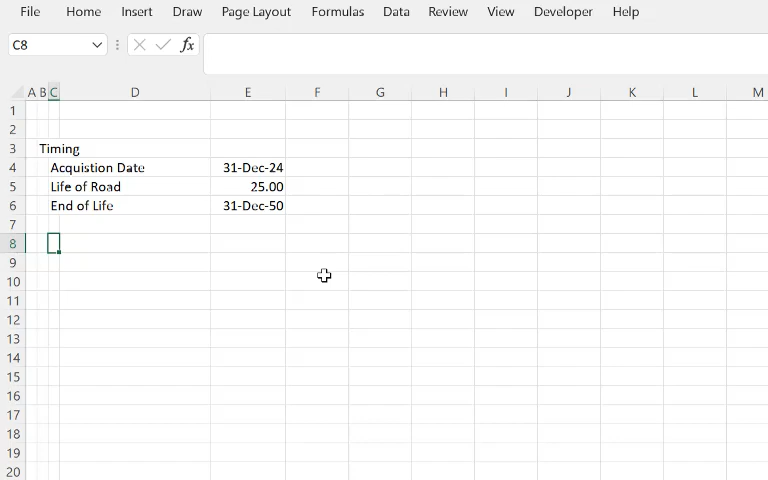 File Home Insert Draw Page Layout Formulas Data Review View Developer Help
C8 fx
A B C D E F G H I J K L M
1
2
3 Timing
4 Acquistion Date 31-Dec-24
5 Life of Road 25.00
6 End of Life 31-Dec-50
7
8
9
10
11
12
13
14
15
16
17
18
19
20